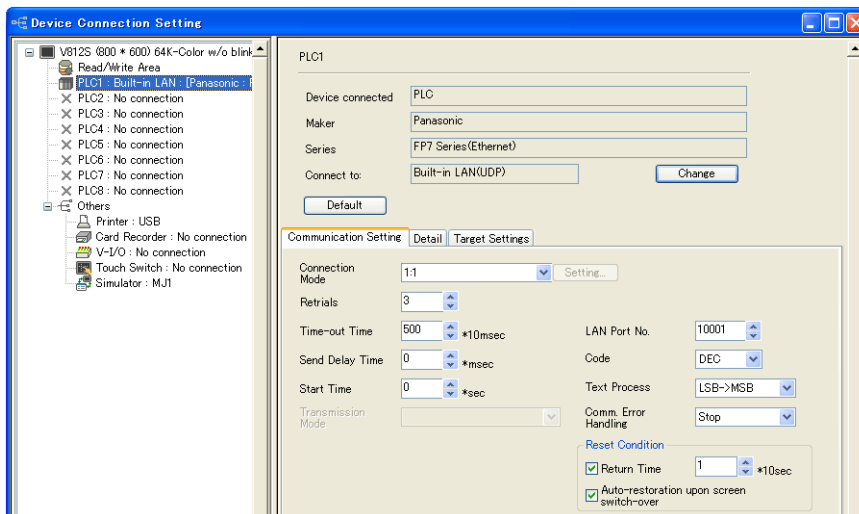 Device Connection Setting
V812S (800 * 600) 64K-Color w/o blink
Read/Write Area
PLC1 : Built-in LAN : [Panasonic :
PLC2 : No connection
PLC3 : No connection
PLC4 : No connection
PLC5 : No connection
PLC6 : No connection
PLC7 : No connection
PLC8 : No connection
Others
Printer : USB
Card Recorder : No connection
V-I/O : No connection
Touch Switch : No connection
Simulator : MJ1
PLC1
Device connected PLC
Maker Panasonic
Series FP7 Series(Ethernet)
Connect to: Built-in LAN(UDP) Change
Default
Communication Setting Detail Target Settings
Connection Mode 1:1 Setting...
Retrials 3
Time-out Time 500 *10msec
Send Delay Time 0 *msec
Start Time 0 *sec
Transmission Mode
LAN Port No. 10001
Code DEC
Text Process LSB->MSB
Comm. Error Handling Stop
Reset Condition
Return Time 1 *10sec
Auto-restoration upon screen
switch-over